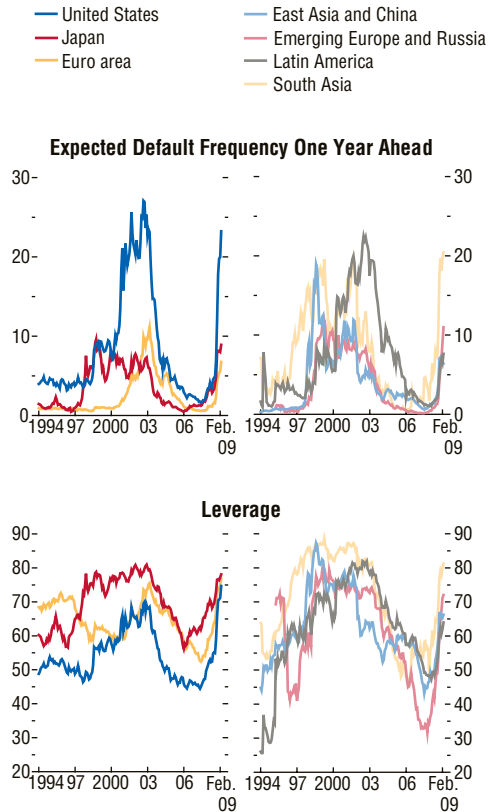 United States
Japan
Euro area
East Asia and China
Emerging Europe and Russia
Latin America
South Asia
Expected Default Frequency One Year Ahead
30
20
10
0
1994 97 2000 03 06 Feb. 09
30
20
10
0
1994 97 2000 03 06 Feb. 09
Leverage
90
80
70
60
50
40
30
20
1994 97 2000 03 06 Feb. 09
90
80
70
60
50
40
30
20
1994 97 2000 03 06 Feb. 09